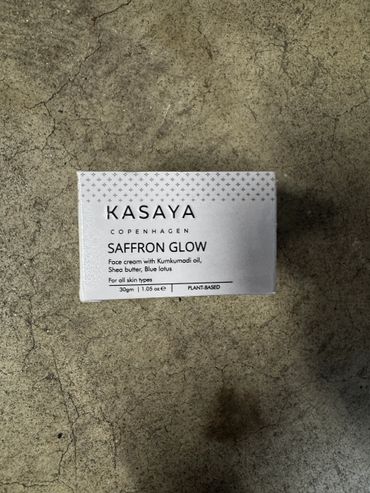 KASAYA
COPENHAGEN
SAFFRON GLOW
Face cream with Kumkumadi oil,
Shea butter, Blue lotus
For all skin types
30gm | 1.05 oz ℮ | PLANT-BASED